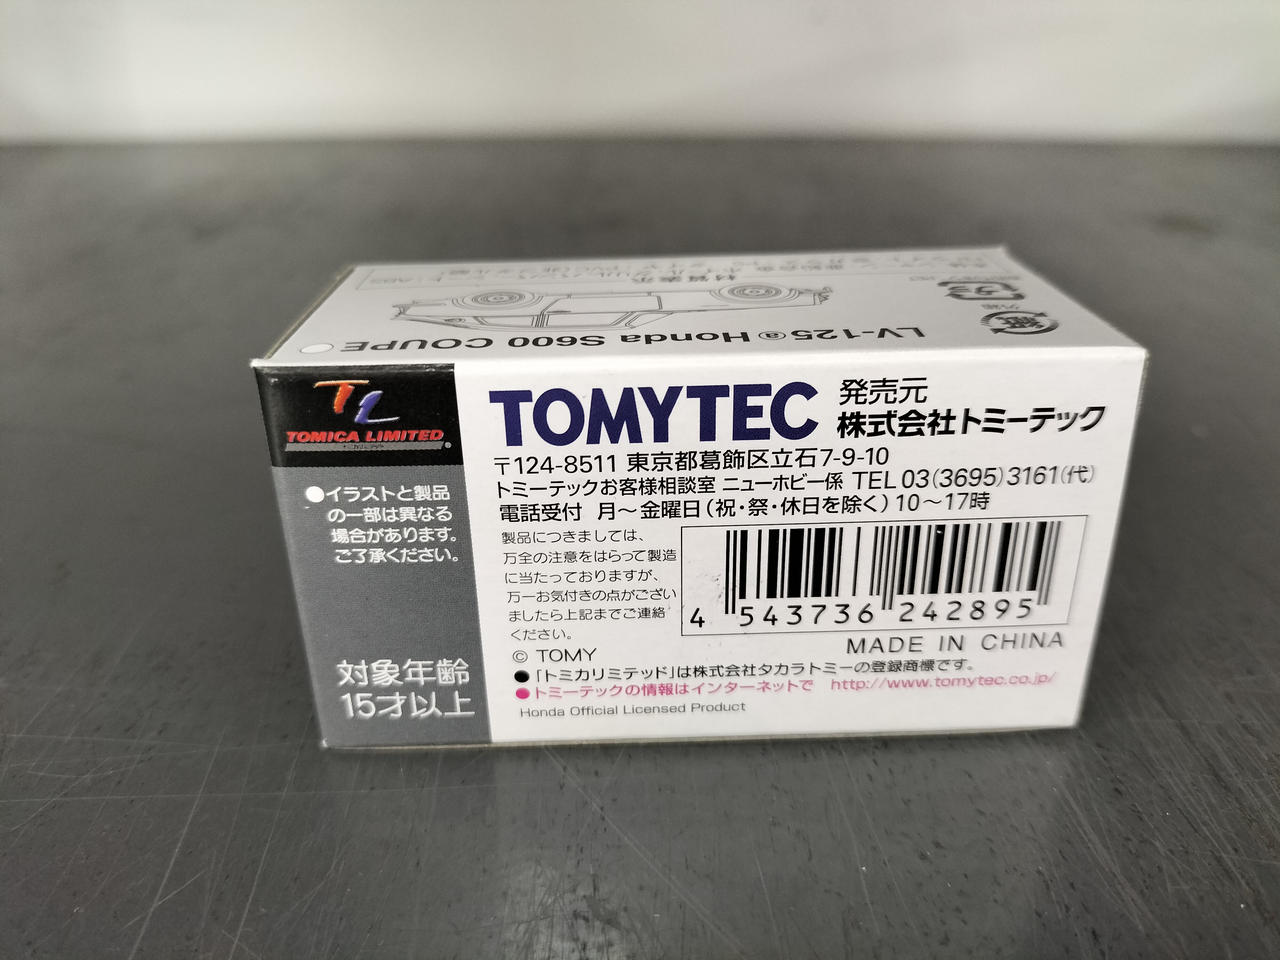 LV-125ⓐ Honda S600 COUPE
材質表示
外箱
紙
プラ
TL
TOMICA LIMITED
●イラストと製品
の一部は異なる
場合があります。
ご了承ください。
対象年齢
15才以上
TOMYTEC
発売元
株式会社トミーテック
〒124-8511 東京都葛飾区立石7-9-10
トミーテックお客様相談室 ニューホビー係 TEL 03(3695)3161(代)
電話受付 月～金曜日(祝・祭・休日を除く)10～17時
製品につきましては、
万全の注意をはらって製造
に当たっておりますが、
万一お気付きの点がござい
ましたら上記までご連絡
ください。
4 543736 242895
MADE IN CHINA
© TOMY
●「トミカリミテッド」は株式会社タカラトミーの登録商標です。
●トミーテックの情報はインターネットで http://www.tomytec.co.jp/
Honda Official Licensed Product